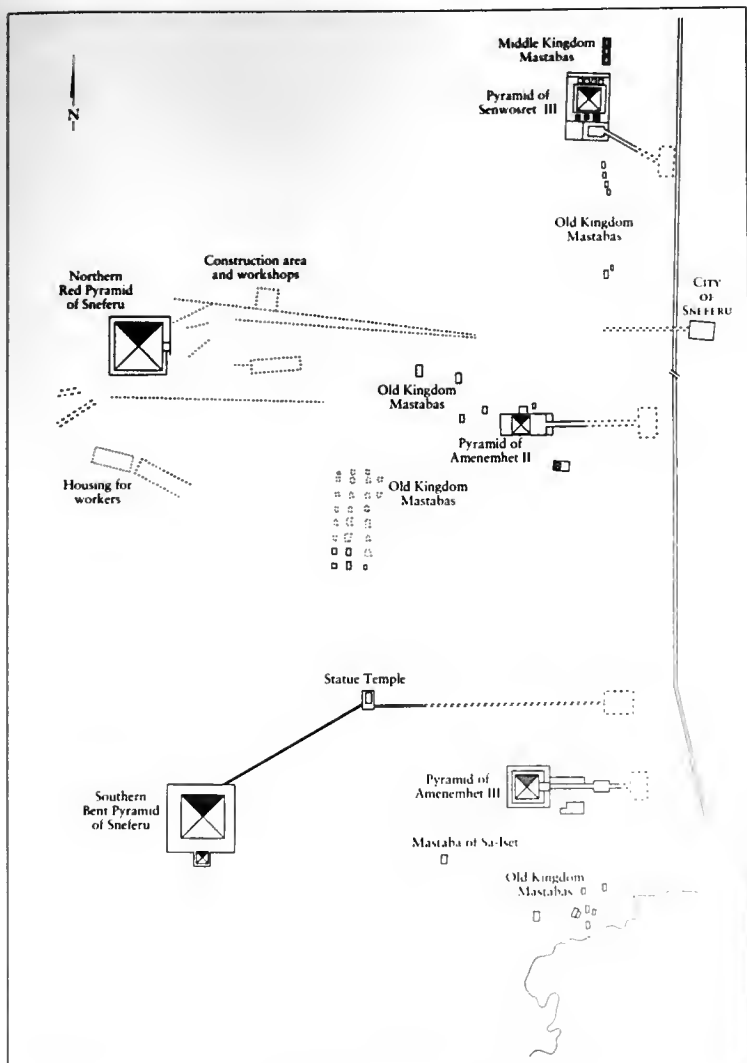 Middle Kingdom
Mastabas
Pyramid of
Senwosret III
N
Old Kingdom
Mastabas
Northern
Red Pyramid
of Sneferu
Construction area
and workshops
CITY
OF
SNEFERU
Old Kingdom
Mastabas
Pyramid of
Amenemhet II
Housing for
workers
Old Kingdom
Mastabas
Statue Temple
Southern
Bent Pyramid
of Sneferu
Pyramid of
Amenemhet III
Mastaba of Sa-Iset
Old Kingdom
Mastabas